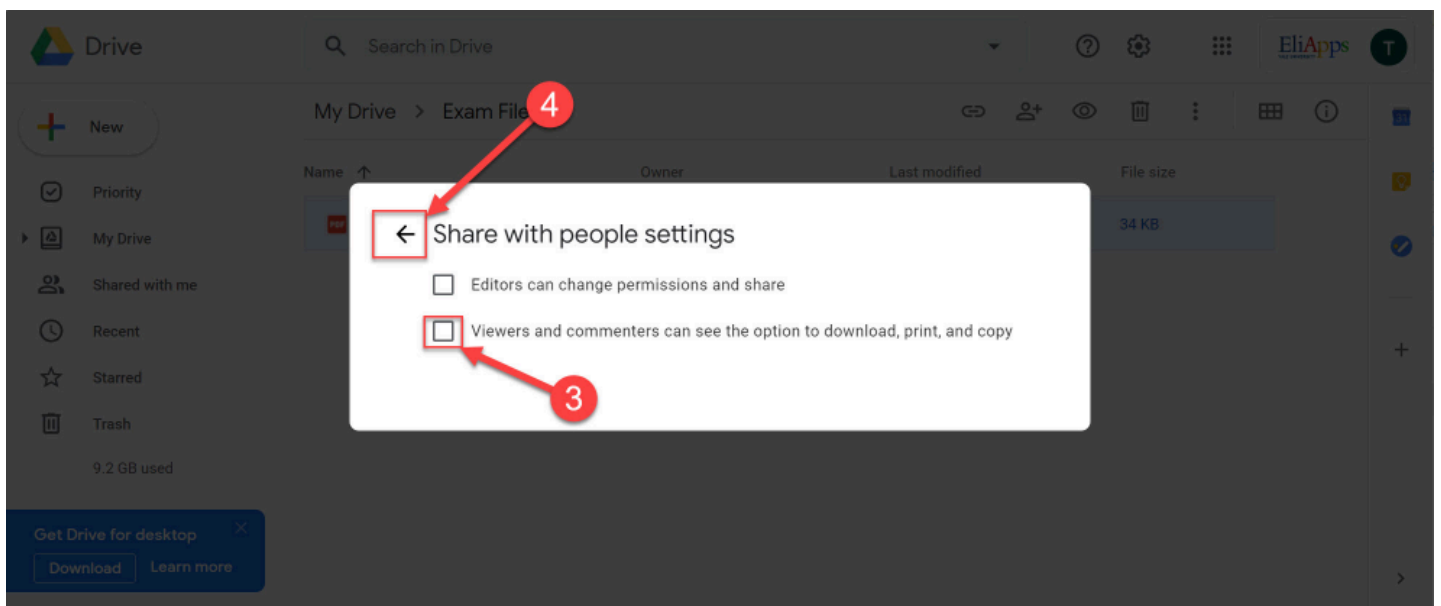 Drive
Search in Drive
EliApps
T
New
My Drive > Exam File
4
Name
Owner
Last modified
File size
Priority
PDF
34 KB
My Drive
Share with people settings
Shared with me
Editors can change permissions and share
Recent
Viewers and commenters can see the option to download, print, and copy
Starred
3
Trash
9.2 GB used
Get Drive for desktop
Download Learn more
31